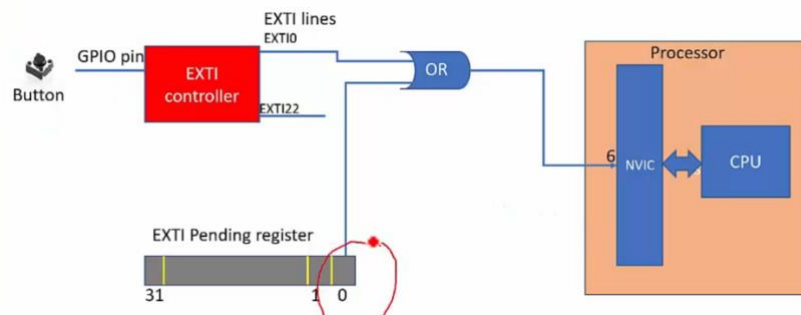 EXTI lines
EXTI0
GPIO pin
EXTI
controller
Button
EXTI22
OR
Processor
6
NVIC
CPU
EXTI Pending register
31
1
0